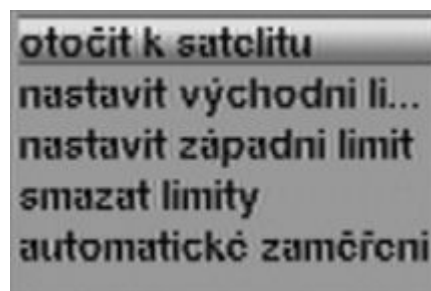 otočit k satelitu
nastavit východní li...
nastavit západní limit
smazat limity
automatické zaměření